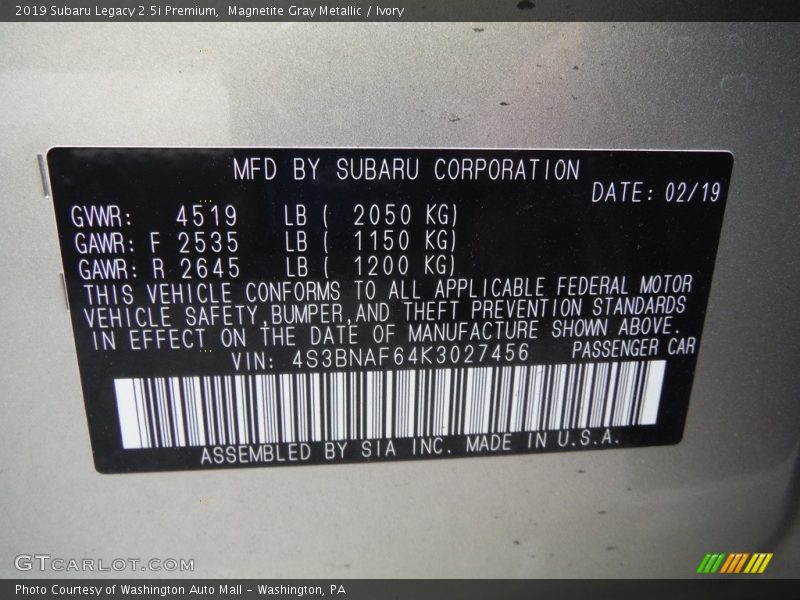 2019 Subaru Legacy 2.5i Premium,  Magnetite Gray Metallic / Ivory
MFD BY SUBARU CORPORATION
DATE: 02/19
GVWR: 4519 LB ( 2050 KG)
GAWR: F 2535 LB ( 1150 KG)
GAWR: R 2645 LB ( 1200 KG)
THIS VEHICLE CONFORMS TO ALL APPLICABLE FEDERAL MOTOR
VEHICLE SAFETY,BUMPER,AND THEFT PREVENTION STANDARDS
IN EFFECT ON THE DATE OF MANUFACTURE SHOWN ABOVE.
VIN: 4S3BNAF64K3027456 PASSENGER CAR
ASSEMBLED BY SIA INC. MADE IN U.S.A.
GTCARLOT.COM
Photo Courtesy of Washington Auto Mall - Washington, PA